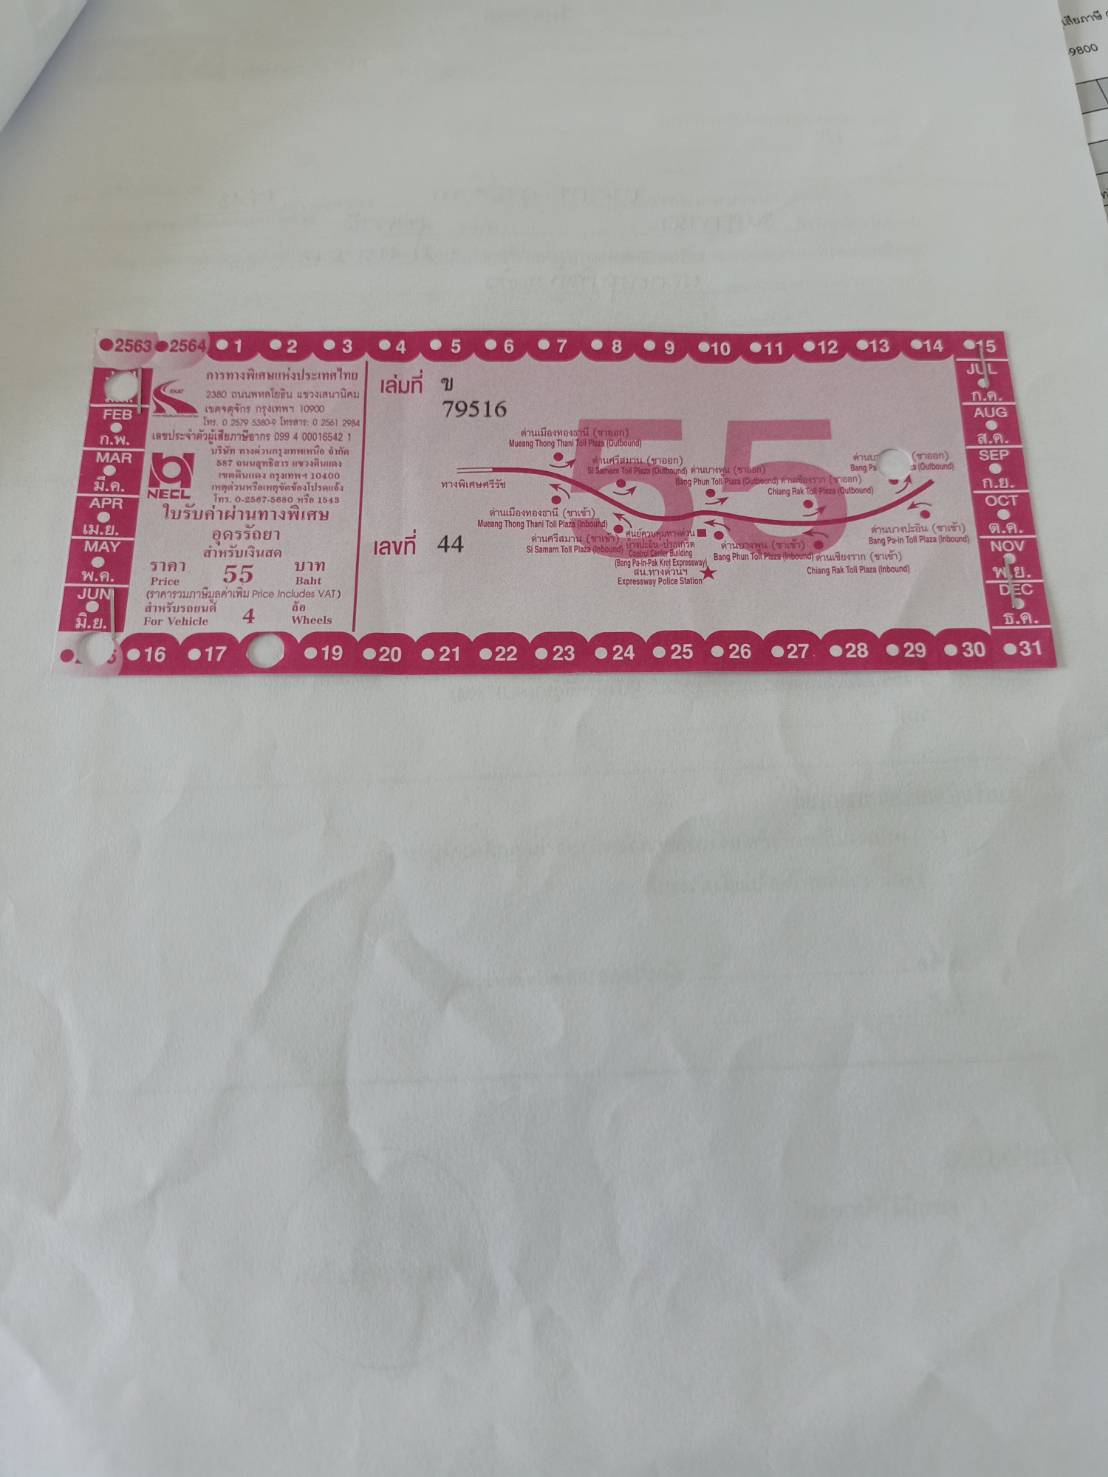 ●2563 ●2564 ●1 ●2 ●3 ●4 ●5 ●6 ●7 ●8 ●9 ●10 ●11 ●12 ●13 ●14 ●15
FEB
ก.พ.
MAR
มี.ค.
APR
เม.ย.
MAY
พ.ค.
JUN
มิ.ย.
การทางพิเศษแห่งประเทศไทย
2380 ถนนพหลโยธิน แขวงเสนานิคม
เขตจตุจักร กรุงเทพฯ 10900
โทร. 0 2579 5380-9 โทรสาร: 0 2561 2984
เลขประจำตัวผู้เสียภาษีอากร 099 4 00016542 1
บริษัท ทางด่วนกรุงเทพเหนือ จำกัด
587 ถนนสุทธิสาร แขวงดินแดง
เขตดินแดง กรุงเทพฯ 10400
เหตุด่วนหรือเหตุขัดข้องโปรดแจ้ง
โทร. 0-2567-5680 หรือ 1543
NECL
ใบรับค่าผ่านทางพิเศษ
อุดรรัถยา
สำหรับเงินสด
ราคา 55 บาท
Price Baht
(ราคารวมภาษีมูลค่าเพิ่ม Price Includes VAT)
สำหรับรถยนต์ 4 ล้อ
For Vehicle Wheels
เล่มที่ ข
79516
เลขที่ 44
55
ด่านเมืองทองธานี (ขาออก)
Mueang Thong Thani Toll Plaza (Outbound)
ด่านศรีสมาน (ขาออก)
Si Samarn Toll Plaza (Outbound)
ด่านบางพูน (ขาออก)
Bang Phun Toll Plaza (Outbound)
ด่านเชียงราก (ขาออก)
Chiang Rak Toll Plaza (Outbound)
(ขาออก)
(Outbound)
ทางพิเศษศรีรัช
ด่านเมืองทองธานี (ขาเข้า)
Mueang Thong Thani Toll Plaza (Inbound)
ด่านศรีสมาน (ขาเข้า)
Si Samarn Toll Plaza (Inbound)
ศูนย์ควบคุมทางด่วน
บางปะอิน-ปากเกร็ด
Control Center Building
(Bang Pa-in-Pak Kret Expressway)
สน.ทางด่วนฯ
Expressway Police Station
ด่านบางพูน (ขาเข้า)
Bang Phun Toll Plaza (Inbound)
ด่านเชียงราก (ขาเข้า)
Chiang Rak Toll Plaza (Inbound)
ด่านบางปะอิน (ขาเข้า)
Bang Pa-in Toll Plaza (Inbound)
JUL
ก.ค.
AUG
ส.ค.
SEP
ก.ย.
OCT
ต.ค.
NOV
พ.ย.
DEC
ธ.ค.
●16 ●17 ●19 ●20 ●21 ●22 ●23 ●24 ●25 ●26 ●27 ●28 ●29 ●30 ●31
9800